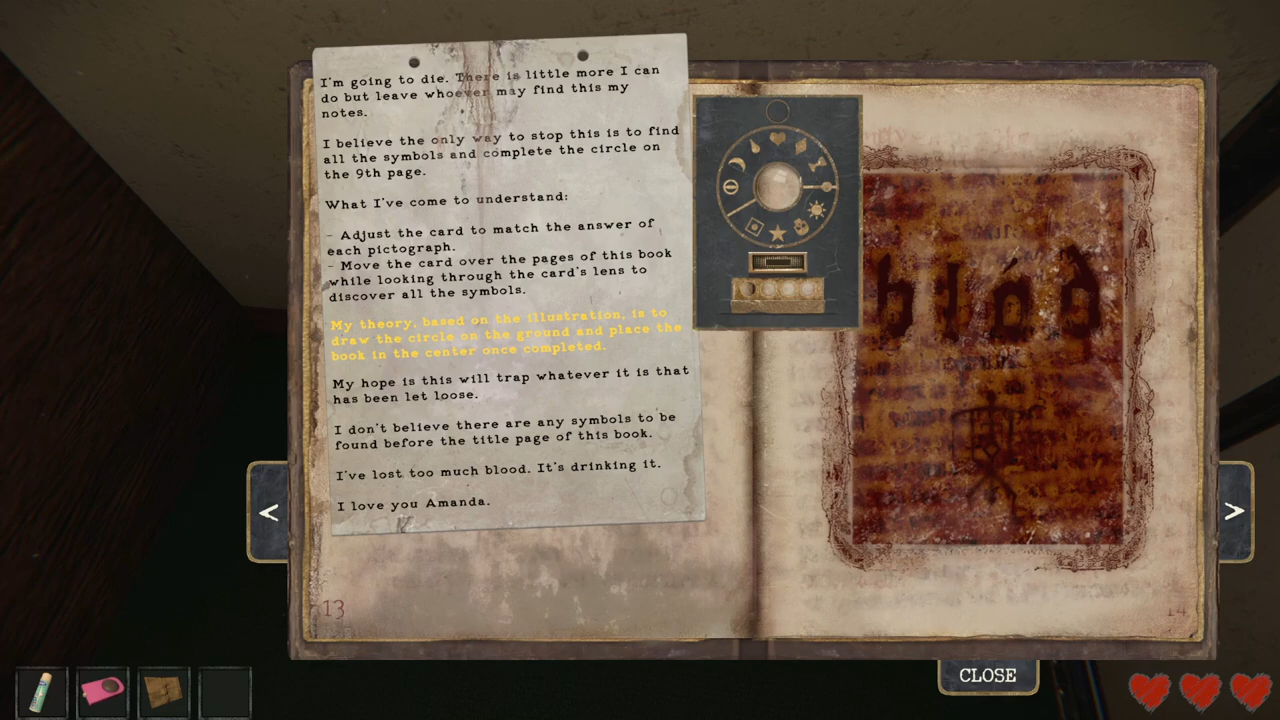 I'm going to die. There is little more I can
do but leave whoever may find this my
notes.
I believe the only way to stop this is to find
all the symbols and complete the circle on
the 9th page.
What I've come to understand:
- Adjust the card to match the answer of
each pictograph.
- Move the card over the pages of this book
while looking through the card's lens to
discover all the symbols.
My theory, based on the illustration, is to
draw the circle on the ground and place the
book in the center once completed.
My hope is this will trap whatever it is that
has been let loose.
I don't believe there are any symbols to be
found before the title page of this book.
I've lost too much blood. It's drinking it.
I love you Amanda.
13
14
<
>
CLOSE